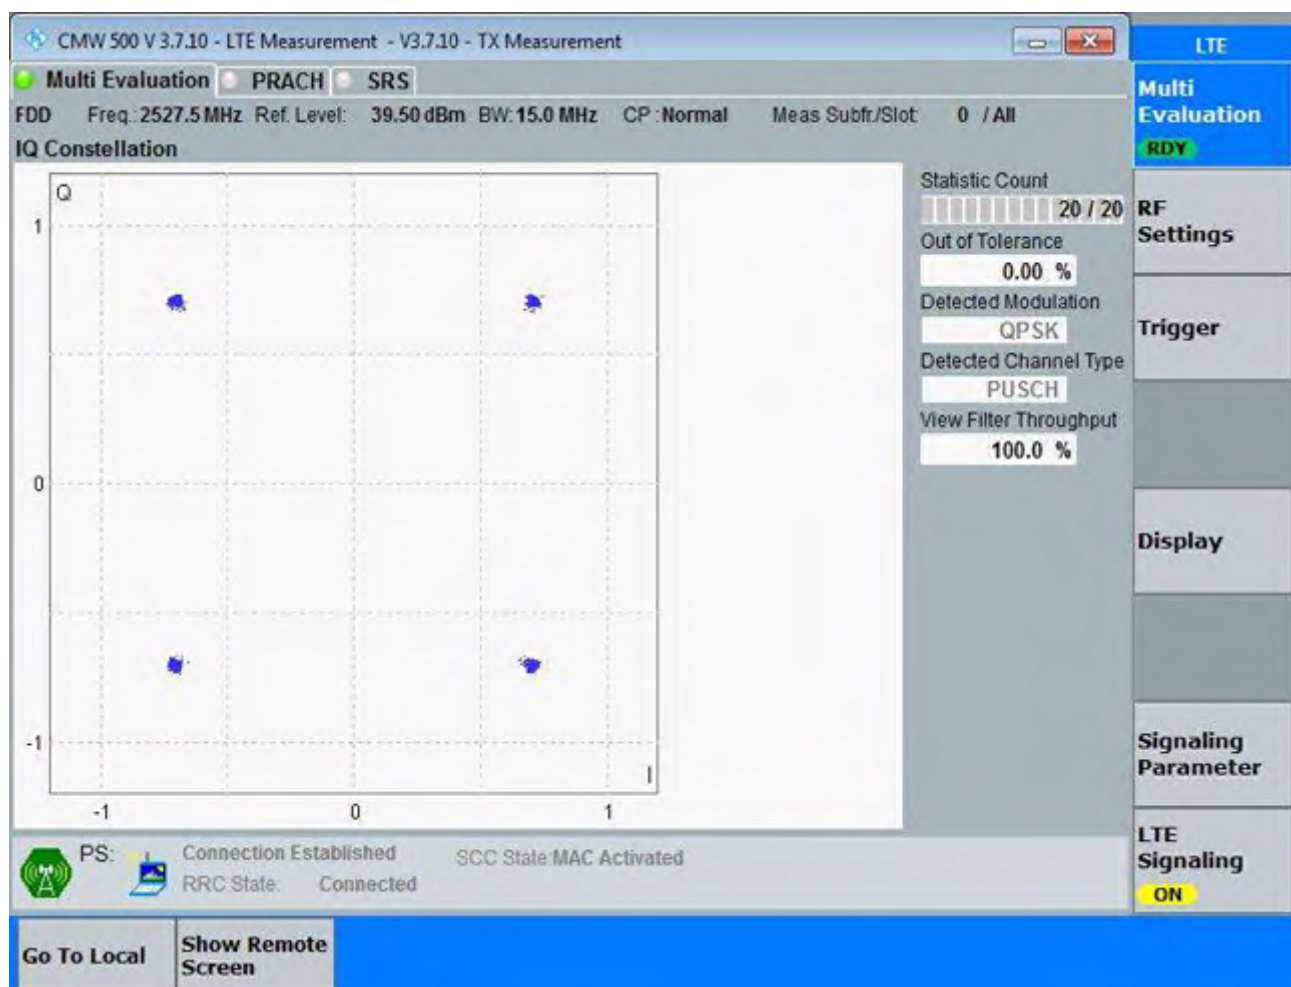 CMW 500 V 3.7.10 - LTE Measurement - V3.7.10 - TX Measurement
LTE
Multi Evaluation PRACH SRS
FDD Freq.:2527.5 MHz Ref. Level: 39.50 dBm BW:15.0 MHz CP :Normal Meas Subfr./Slot: 0 / All
IQ Constellation
Q
1
0
-1
-1 0 1
I
Statistic Count
20 / 20
Out of Tolerance
0.00 %
Detected Modulation
QPSK
Detected Channel Type
PUSCH
View Filter Throughput
100.0 %
Multi
Evaluation
RDY
RF
Settings
Trigger
Display
Signaling
Parameter
LTE
Signaling
ON
PS: Connection Established SCC State:MAC Activated
RRC State: Connected
Go To Local
Show Remote
Screen